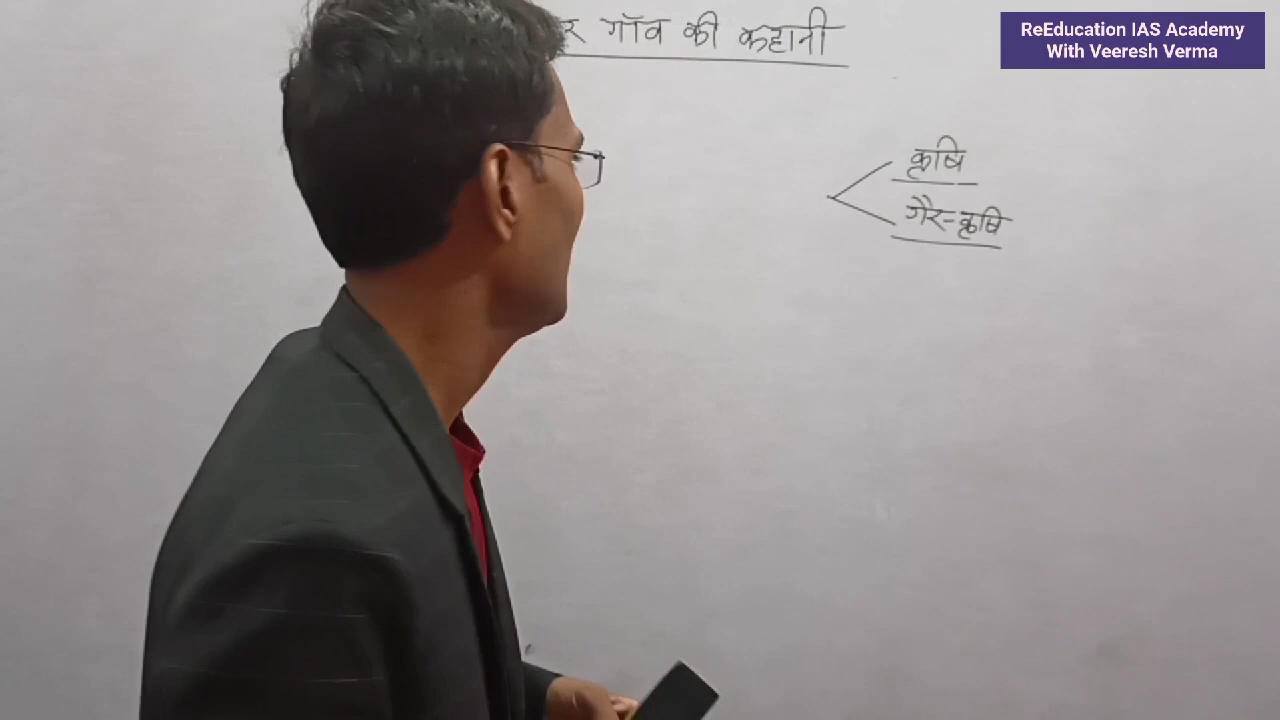 गाँव की कहानी
ReEducation IAS Academy
With Veeresh Verma
कृषि
गैर-कृषि